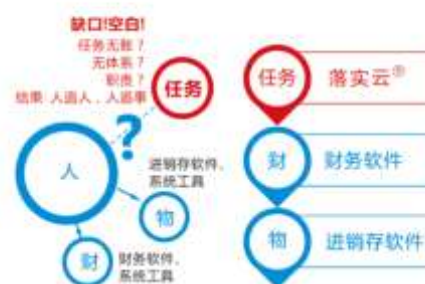 缺口!空白!
任务无账？
无体系？
职责？
结果: 人追人，人追事
任务
?
人
进销存软件、
系统工具
物
财
财务软件、
系统工具
任务
落实云®
财
财务软件
物
进销存软件